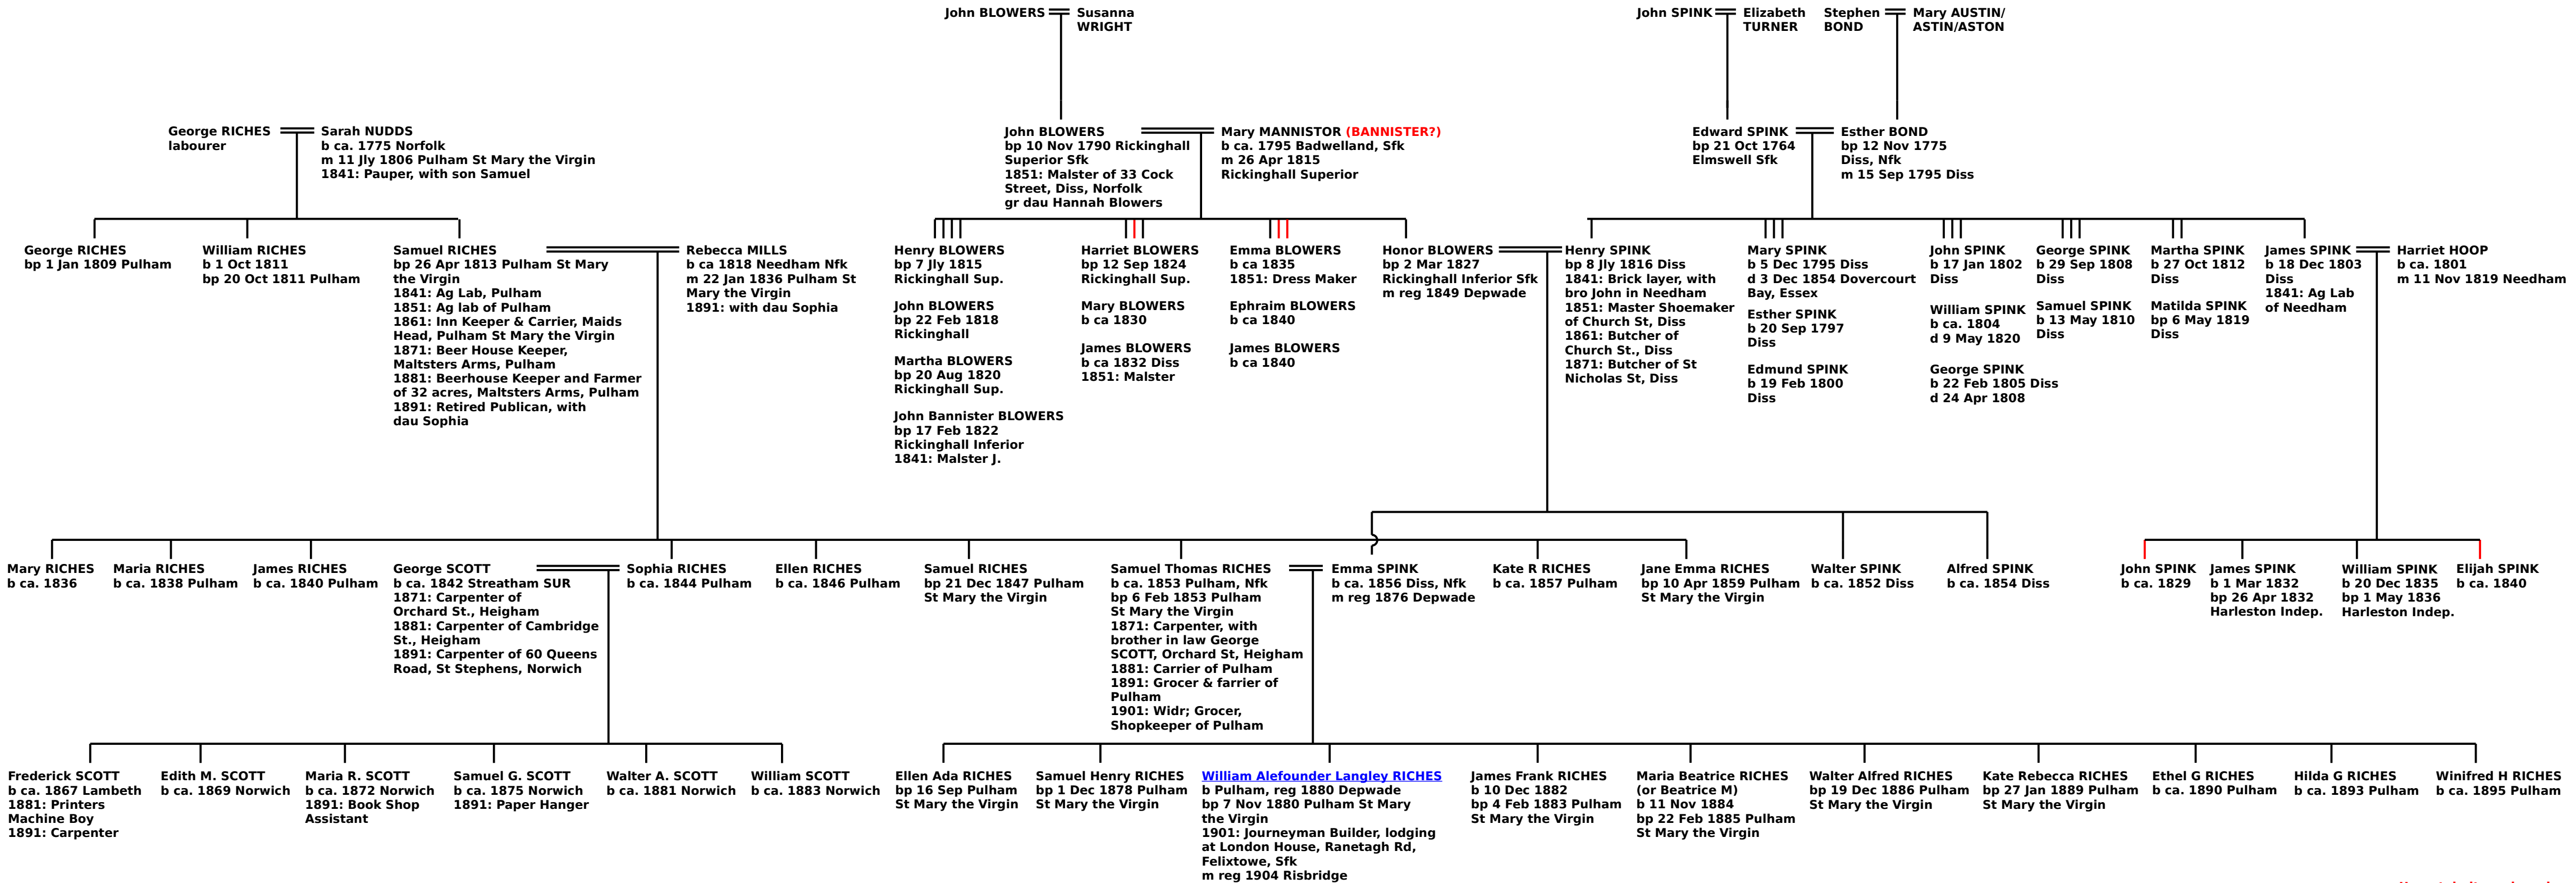 John BLOWERS
Susanna
WRIGHT
John SPINK
Elizabeth
TURNER
Stephen
BOND
Mary AUSTIN/
ASTIN/ASTON
George RICHES
labourer
Sarah NUDDS
b ca. 1775 Norfolk
m 11 Jly 1806 Pulham St Mary the Virgin
1841: Pauper, with son Samuel
John BLOWERS
bp 10 Nov 1790 Rickinghall
Superior Sfk
1851: Malster of 33 Cock
Street, Diss, Norfolk
gr dau Hannah Blowers
Mary MANNISTOR (BANNISTER?)
b ca. 1795 Badwelland, Sfk
m 26 Apr 1815
Rickinghall Superior
Edward SPINK
bp 21 Oct 1764
Elmswell Sfk
Esther BOND
bp 12 Nov 1775
Diss, Nfk
m 15 Sep 1795 Diss
George RICHES
bp 1 Jan 1809 Pulham
William RICHES
b 1 Oct 1811
bp 20 Oct 1811 Pulham
Samuel RICHES
bp 26 Apr 1813 Pulham St Mary
the Virgin
1841: Ag Lab, Pulham
1851: Ag lab of Pulham
1861: Inn Keeper & Carrier, Maids
Head, Pulham St Mary the Virgin
1871: Beer House Keeper,
Maltsters Arms, Pulham
1881: Beerhouse Keeper and Farmer
of 32 acres, Maltsters Arms, Pulham
1891: Retired Publican, with
dau Sophia
Rebecca MILLS
b ca 1818 Needham Nfk
m 22 Jan 1836 Pulham St
Mary the Virgin
1891: with dau Sophia
Henry BLOWERS
bp 7 Jly 1815
Rickinghall Sup.
John BLOWERS
bp 22 Feb 1818
Rickinghall
Martha BLOWERS
bp 20 Aug 1820
Rickinghall Sup.
John Bannister BLOWERS
bp 17 Feb 1822
Rickinghall Inferior
1841: Malster J.
Harriet BLOWERS
bp 12 Sep 1824
Rickinghall Sup.
Mary BLOWERS
b ca 1830
James BLOWERS
b ca 1832 Diss
1851: Malster
Emma BLOWERS
b ca 1835
1851: Dress Maker
Ephraim BLOWERS
b ca 1840
James BLOWERS
b ca 1840
Honor BLOWERS
bp 2 Mar 1827
Rickinghall Inferior Sfk
m reg 1849 Depwade
Henry SPINK
bp 8 Jly 1816 Diss
1841: Brick layer, with
bro John in Needham
1851: Master Shoemaker
of Church St, Diss
1861: Butcher of
Church St., Diss
1871: Butcher of St
Nicholas St, Diss
Mary SPINK
b 5 Dec 1795 Diss
d 3 Dec 1854 Dovercourt
Bay, Essex
Esther SPINK
b 20 Sep 1797
Diss
Edmund SPINK
b 19 Feb 1800
Diss
John SPINK
b 17 Jan 1802
Diss
William SPINK
b ca. 1804
d 9 May 1820
George SPINK
b 22 Feb 1805 Diss
d 24 Apr 1808
George SPINK
b 29 Sep 1808
Diss
Samuel SPINK
b 13 May 1810
Diss
Martha SPINK
b 27 Oct 1812
Diss
Matilda SPINK
bp 6 May 1819
Diss
James SPINK
b 18 Dec 1803
Diss
1841: Ag Lab
of Needham
Harriet HOOP
b ca. 1801
m 11 Nov 1819 Needham
Mary RICHES
b ca. 1836
Maria RICHES
b ca. 1838 Pulham
James RICHES
b ca. 1840 Pulham
George SCOTT
b ca. 1842 Streatham SUR
1871: Carpenter of
Orchard St., Heigham
1881: Carpenter of Cambridge
St., Heigham
1891: Carpenter of 60 Queens
Road, St Stephens, Norwich
Sophia RICHES
b ca. 1844 Pulham
Ellen RICHES
b ca. 1846 Pulham
Samuel RICHES
bp 21 Dec 1847 Pulham
St Mary the Virgin
Samuel Thomas RICHES
b ca. 1853 Pulham, Nfk
bp 6 Feb 1853 Pulham
St Mary the Virgin
1871: Carpenter, with
brother in law George
SCOTT, Orchard St, Heigham
1881: Carrier of Pulham
1891: Grocer & farrier of
Pulham
1901: Widr; Grocer,
Shopkeeper of Pulham
Emma SPINK
b ca. 1856 Diss, Nfk
m reg 1876 Depwade
Kate R RICHES
b ca. 1857 Pulham
Jane Emma RICHES
bp 10 Apr 1859 Pulham
St Mary the Virgin
Walter SPINK
b ca. 1852 Diss
Alfred SPINK
b ca. 1854 Diss
John SPINK
b ca. 1829
James SPINK
b 1 Mar 1832
bp 26 Apr 1832
Harleston Indep.
William SPINK
b 20 Dec 1835
bp 1 May 1836
Harleston Indep.
Elijah SPINK
b ca. 1840
Frederick SCOTT
b ca. 1867 Lambeth
1881: Printers
Machine Boy
1891: Carpenter
Edith M. SCOTT
b ca. 1869 Norwich
Maria R. SCOTT
b ca. 1872 Norwich
1891: Book Shop
Assistant
Samuel G. SCOTT
b ca. 1875 Norwich
1891: Paper Hanger
Walter A. SCOTT
b ca. 1881 Norwich
William SCOTT
b ca. 1883 Norwich
Ellen Ada RICHES
bp 16 Sep Pulham
St Mary the Virgin
Samuel Henry RICHES
bp 1 Dec 1878 Pulham
St Mary the Virgin
William Alefounder Langley RICHES
b Pulham, reg 1880 Depwade
bp 7 Nov 1880 Pulham St Mary
the Virgin
1901: Journeyman Builder, lodging
at London House, Ranetagh Rd,
Felixtowe, Sfk
m reg 1904 Risbridge
James Frank RICHES
b 10 Dec 1882
bp 4 Feb 1883 Pulham
St Mary the Virgin
Maria Beatrice RICHES
(or Beatrice M)
b 11 Nov 1884
bp 22 Feb 1885 Pulham
St Mary the Virgin
Walter Alfred RICHES
bp 19 Dec 1886 Pulham
St Mary the Virgin
Kate Rebecca RICHES
bp 27 Jan 1889 Pulham
St Mary the Virgin
Ethel G RICHES
b ca. 1890 Pulham
Hilda G RICHES
b ca. 1893 Pulham
Winifred H RICHES
b ca. 1895 Pulham